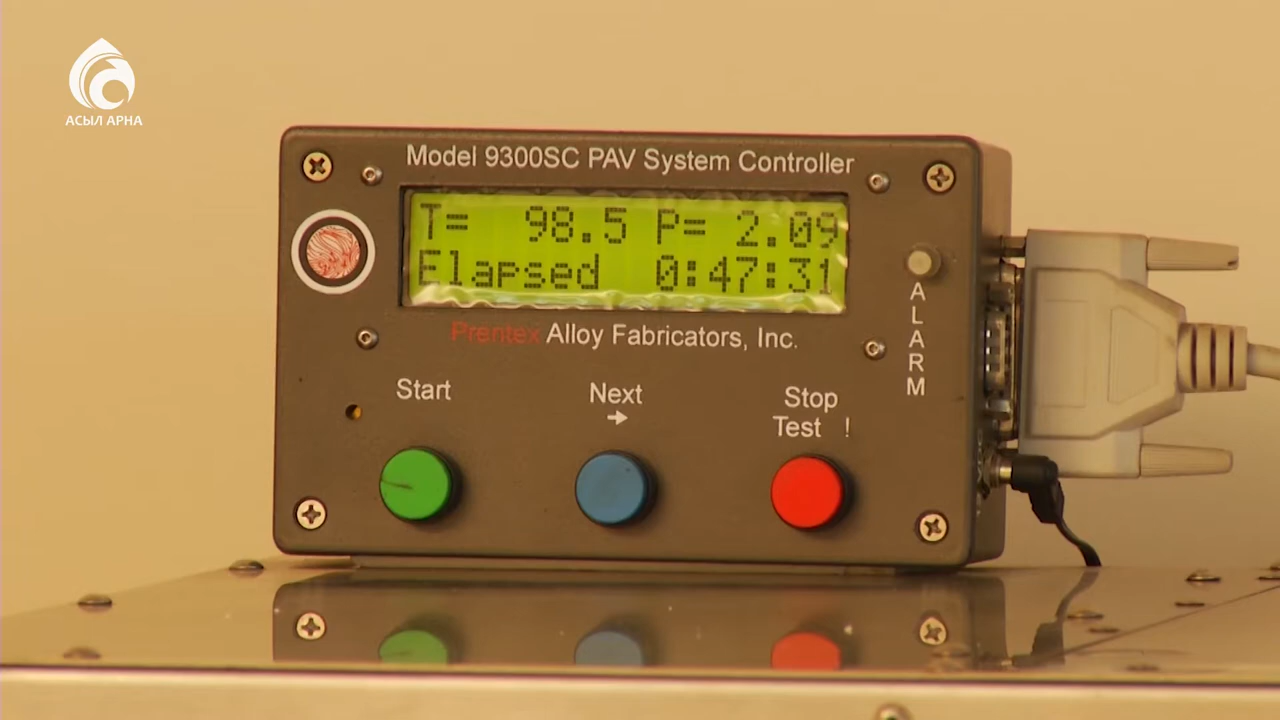 АСЫЛ АРНА
Model 9300SC PAV System Controller
T= 98.5 P= 2.09
Elapsed 0:47:31
Prentex Alloy Fabricators, Inc.
ALARM
Start
Next
Stop
Test !